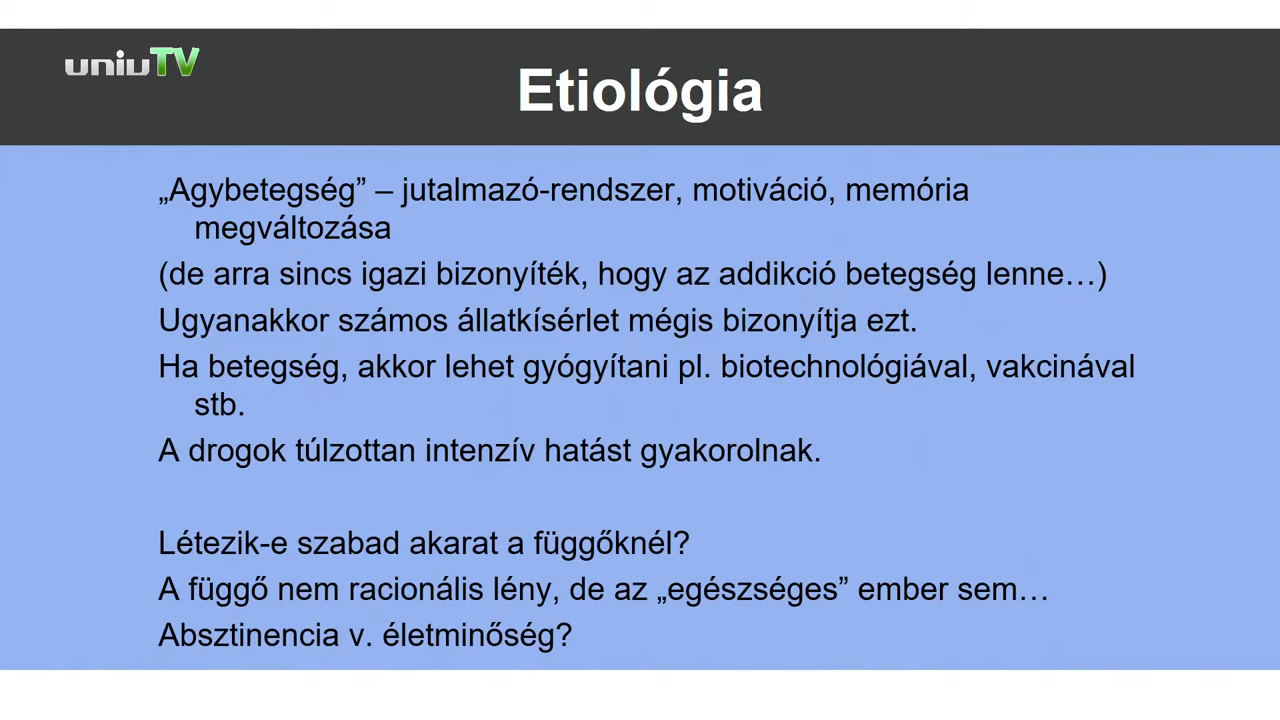 uniuTV
Etiológia
„Agybetegség” – jutalmazó-rendszer, motiváció, memória
megváltozása
(de arra sincs igazi bizonyíték, hogy az addikció betegség lenne…)
Ugyanakkor számos állatkísérlet mégis bizonyítja ezt.
Ha betegség, akkor lehet gyógyítani pl. biotechnológiával, vakcinával
stb.
A drogok túlzottan intenzív hatást gyakorolnak.
Létezik-e szabad akarat a függőknél?
A függő nem racionális lény, de az „egészséges” ember sem…
Absztinencia v. életminőség?